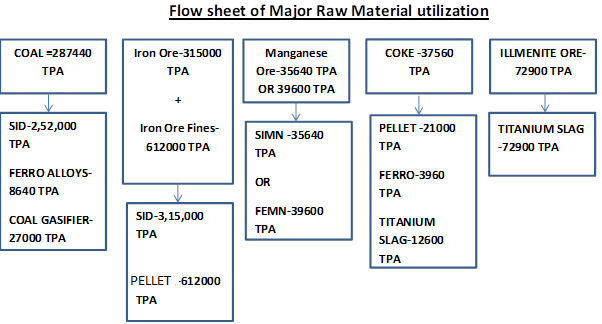 Flow sheet of Major Raw Material utilization
COAL =287440
TPA
SID-2,52,000
TPA
FERRO ALLOYS-
8640 TPA
COAL GASIFIER-
27000 TPA
Iron Ore-315000
TPA
+
Iron Ore Fines-
612000 TPA
SID-3,15,000
TPA
PELLET -612000
TPA
Manganese
Ore-35640 TPA
OR 39600 TPA
SIMN -35640
TPA
OR
FEMN-39600
TPA
COKE -37560
TPA
PELLET -21000
TPA
FERRO-3960
TPA
TITANIUM
SLAG-12600
TPA
ILLMENITE ORE-
72900 TPA
TITANIUM SLAG
-72900 TPA